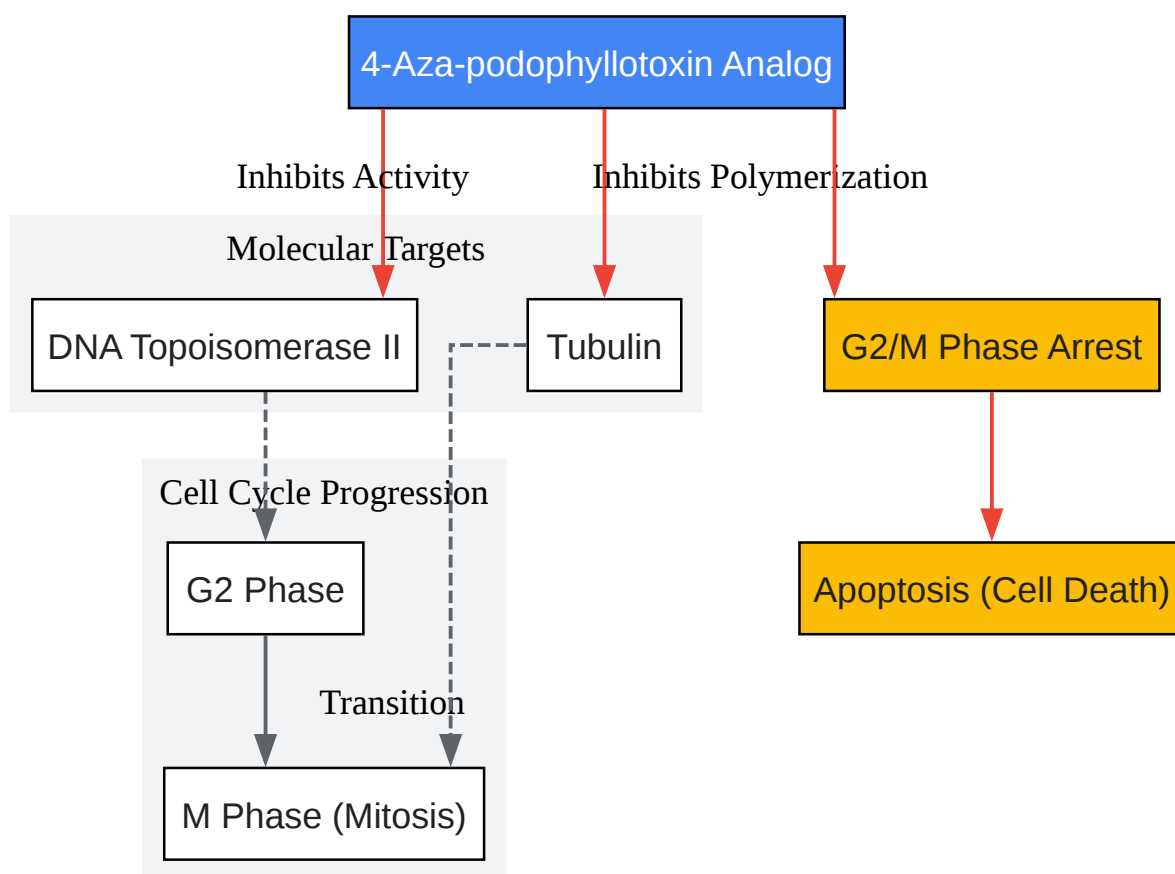 4-Aza-podophyllotoxin Analog
Inhibits Activity
Inhibits Polymerization
Molecular Targets
DNA Topoisomerase II
Tubulin
G2/M Phase Arrest
Cell Cycle Progression
G2 Phase
Apoptosis (Cell Death)
Transition
M Phase (Mitosis)